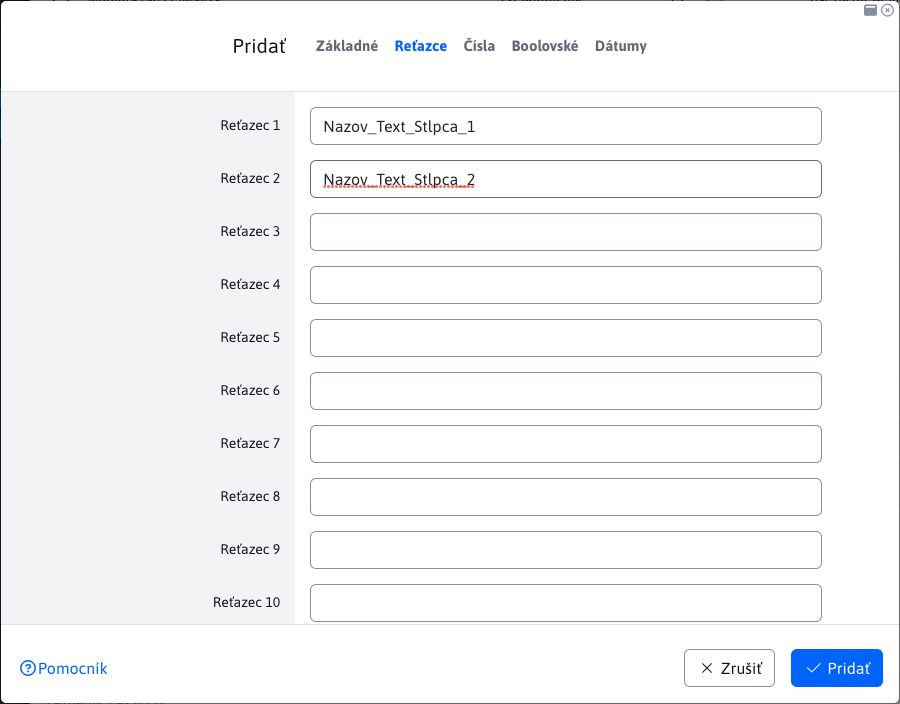 Pridať Základné Reťazce Čísla Boolovské Dátumy
Reťazec 1 Nazov_Text_Stlpca_1
Reťazec 2 Nazov_Text_Stlpca_2
Reťazec 3
Reťazec 4
Reťazec 5
Reťazec 6
Reťazec 7
Reťazec 8
Reťazec 9
Reťazec 10
Pomocník Zrušiť Pridať